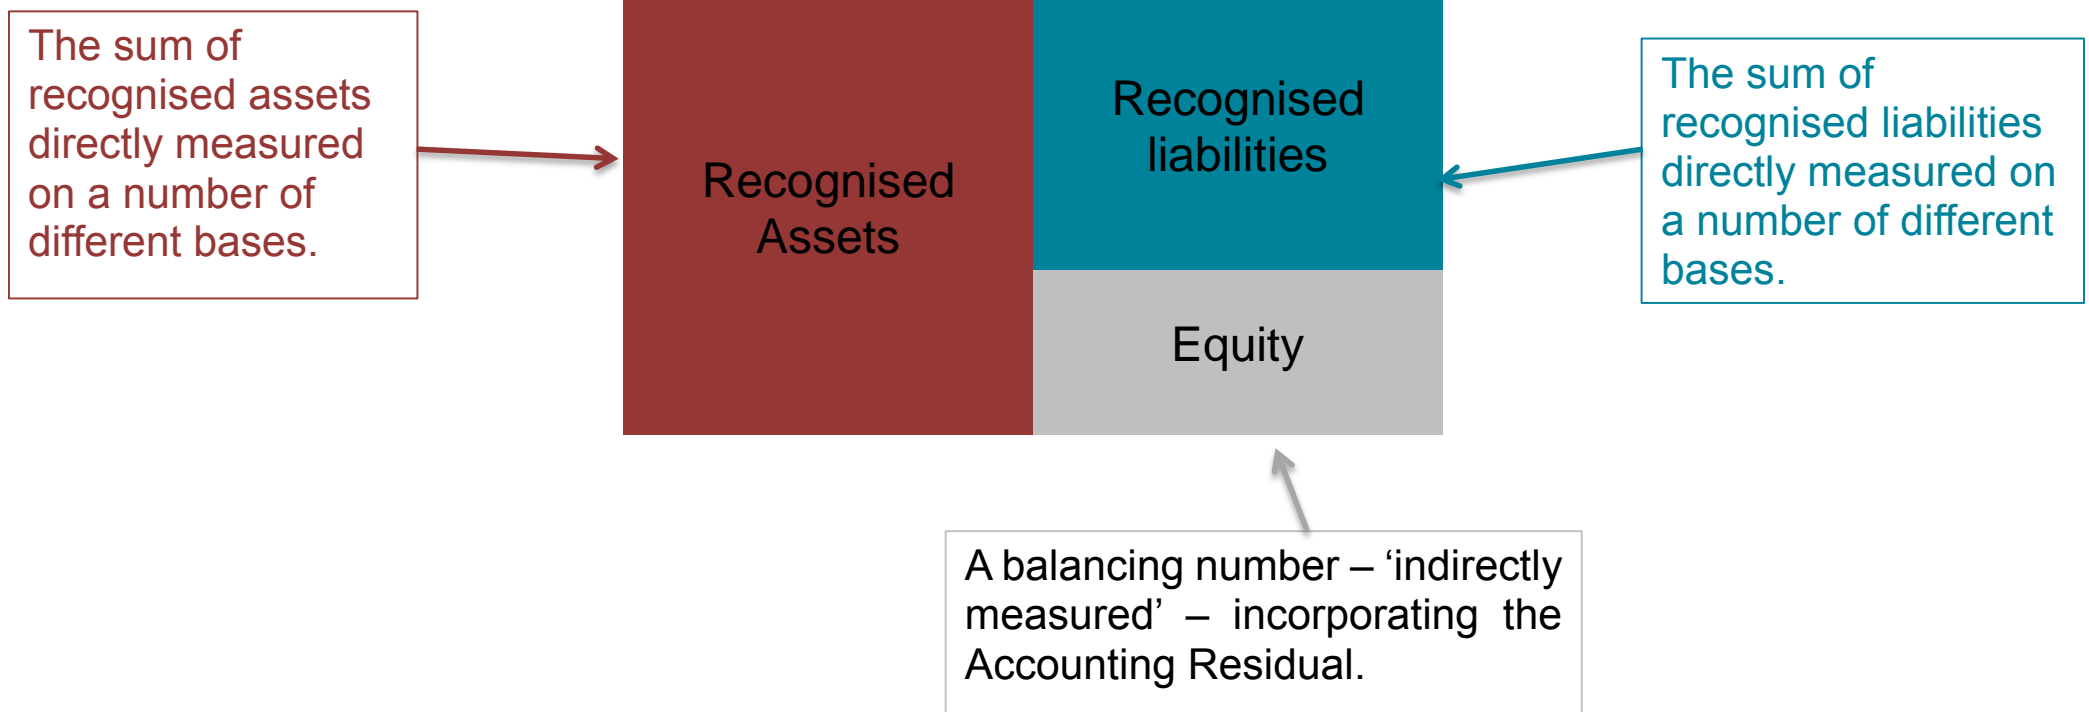 The sum of
recognised assets
directly measured
on a number of
different bases.
Recognised
Assets
Recognised
liabilities
Equity
The sum of
recognised liabilities
directly measured on
a number of different
bases.
A balancing number – ‘indirectly
measured’ – incorporating the
Accounting Residual.